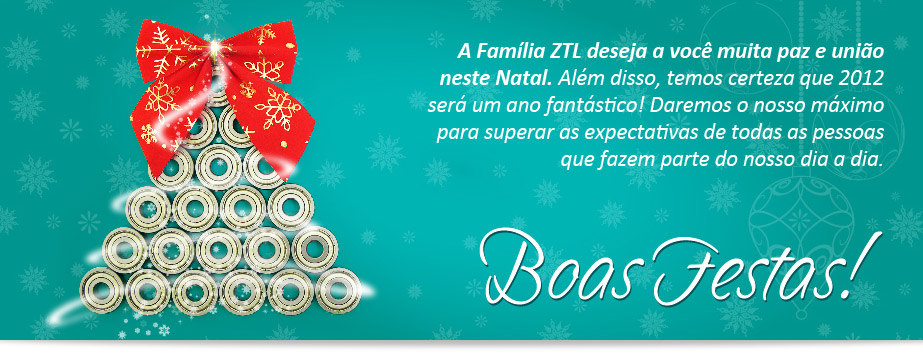 A Família ZTL deseja a você muita paz e união
neste Natal. Além disso, temos certeza que 2012
será um ano fantástico! Daremos o nosso máximo
para superar as expectativas de todas as pessoas
que fazem parte do nosso dia a dia.
Boas Festas!